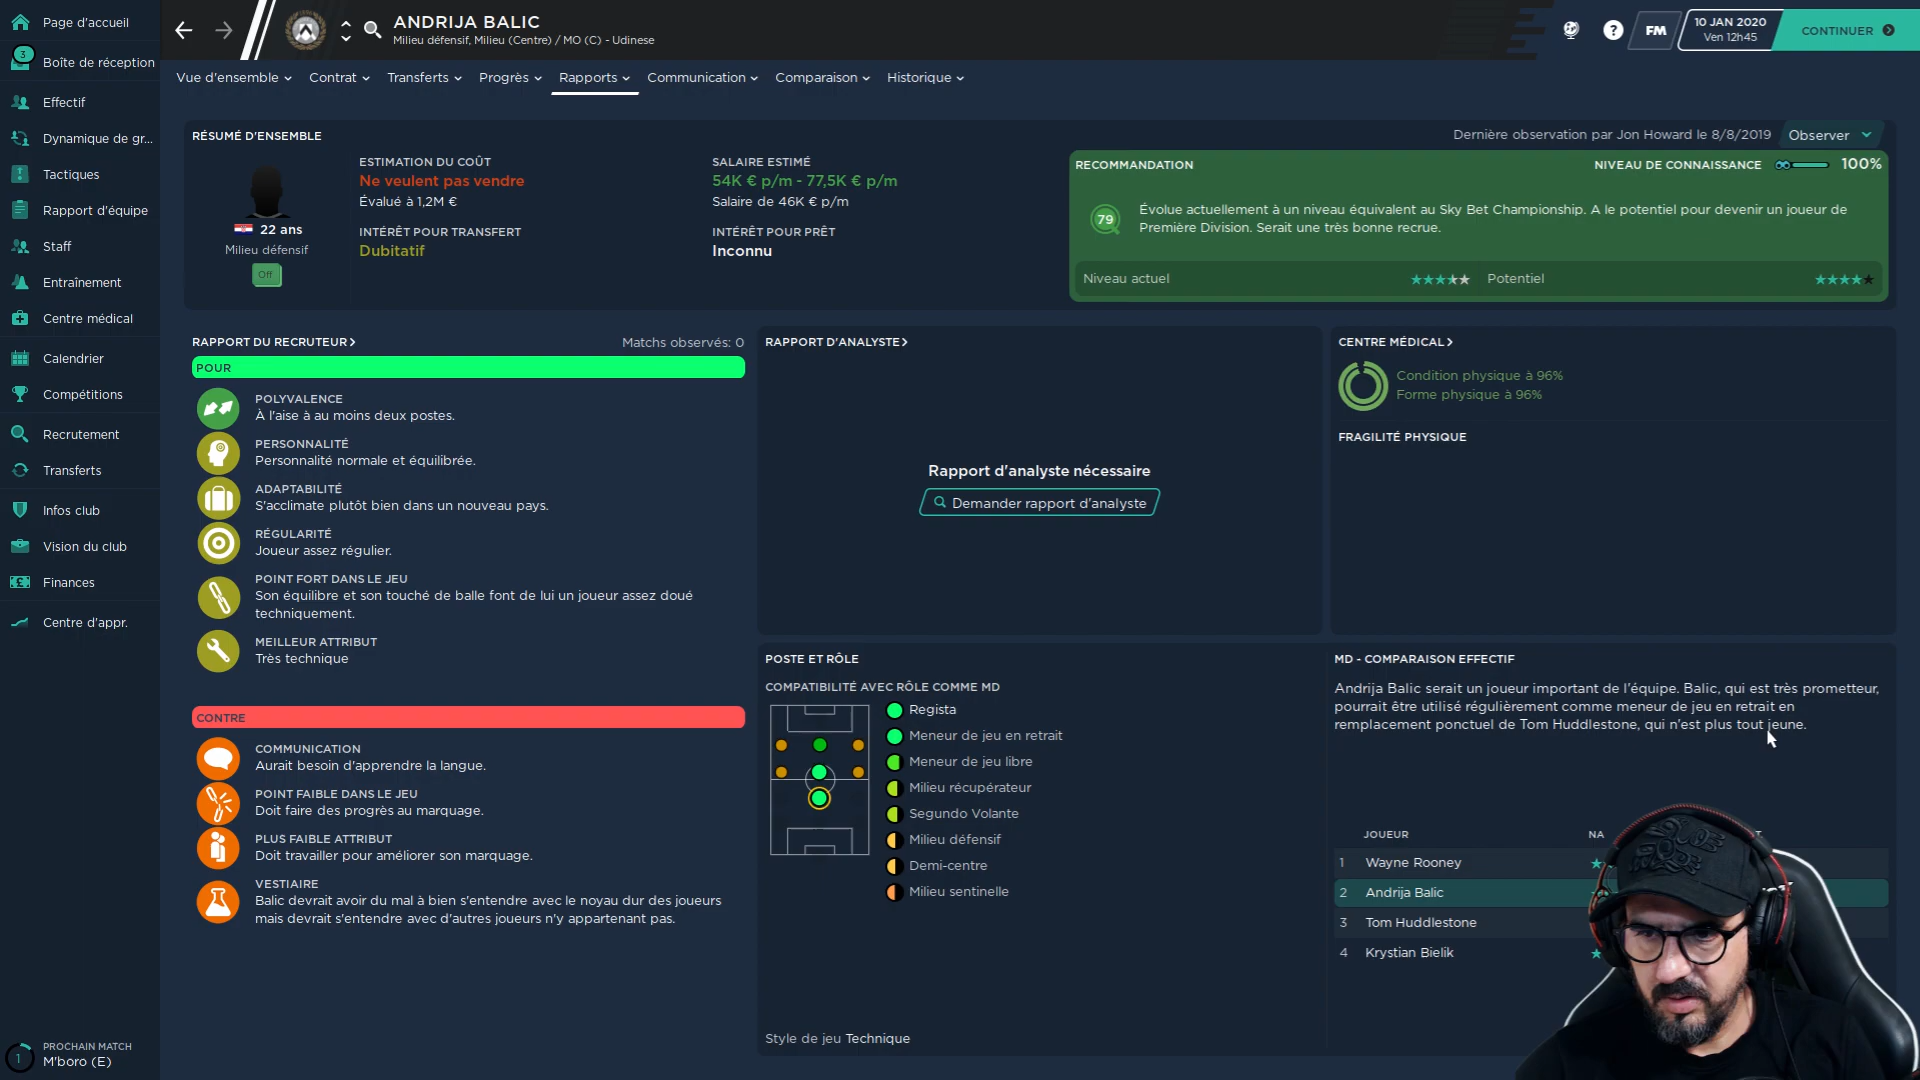 Page d'accueil
3
Boîte de réception
Effectif
Dynamique de gr...
Tactiques
Rapport d'équipe
Staff
Entraînement
Centre médical
Calendrier
Compétitions
Recrutement
Transferts
Infos club
Vision du club
Finances
Centre d'appr.
1
PROCHAIN MATCH
M'boro (E)
ANDRIJA BALIC
Milieu défensif, Milieu (Centre) / MO (C) - Udinese
?
FM
10 JAN 2020
Ven 12h45
CONTINUER
Vue d'ensemble
Contrat
Transferts
Progrès
Rapports
Communication
Comparaison
Historique
RÉSUMÉ D'ENSEMBLE
Dernière observation par Jon Howard le 8/8/2019
Observer
22 ans
Milieu défensif
Off
ESTIMATION DU COÛT
Ne veulent pas vendre
Évalué à 1,2M €
INTÉRÊT POUR TRANSFERT
Dubitatif
SALAIRE ESTIMÉ
54K € p/m - 77,5K € p/m
Salaire de 46K € p/m
INTÉRÊT POUR PRÊT
Inconnu
RECOMMANDATION
NIVEAU DE CONNAISSANCE
100%
79
Évolue actuellement à un niveau équivalent au Sky Bet Championship. A le potentiel pour devenir un joueur de
Première Division. Serait une très bonne recrue.
Niveau actuel
Potentiel
RAPPORT DU RECRUTEUR
Matchs observés: 0
POUR
POLYVALENCE
À l'aise à au moins deux postes.
PERSONNALITÉ
Personnalité normale et équilibrée.
ADAPTABILITÉ
S'acclimate plutôt bien dans un nouveau pays.
RÉGULARITÉ
Joueur assez régulier.
POINT FORT DANS LE JEU
Son équilibre et son touché de balle font de lui un joueur assez doué
techniquement.
MEILLEUR ATTRIBUT
Très technique
CONTRE
COMMUNICATION
Aurait besoin d'apprendre la langue.
POINT FAIBLE DANS LE JEU
Doit faire des progrès au marquage.
PLUS FAIBLE ATTRIBUT
Doit travailler pour améliorer son marquage.
VESTIAIRE
Balic devrait avoir du mal à bien s'entendre avec le noyau dur des joueurs
mais devrait s'entendre avec d'autres joueurs n'y appartenant pas.
RAPPORT D'ANALYSTE
Rapport d'analyste nécessaire
Demander rapport d'analyste
CENTRE MÉDICAL
Condition physique à 96%
Forme physique à 96%
FRAGILITÉ PHYSIQUE
POSTE ET RÔLE
COMPATIBILITÉ AVEC RÔLE COMME MD
Regista
Meneur de jeu en retrait
Meneur de jeu libre
Milieu récupérateur
Segundo Volante
Milieu défensif
Demi-centre
Milieu sentinelle
Style de jeu Technique
MD - COMPARAISON EFFECTIF
Andrija Balic serait un joueur important de l'équipe. Balic, qui est très prometteur,
pourrait être utilisé régulièrement comme meneur de jeu en retrait en
remplacement ponctuel de Tom Huddlestone, qui n'est plus tout jeune.
JOUEUR
NA
1 Wayne Rooney
2 Andrija Balic
3 Tom Huddlestone
4 Krystian Bielik